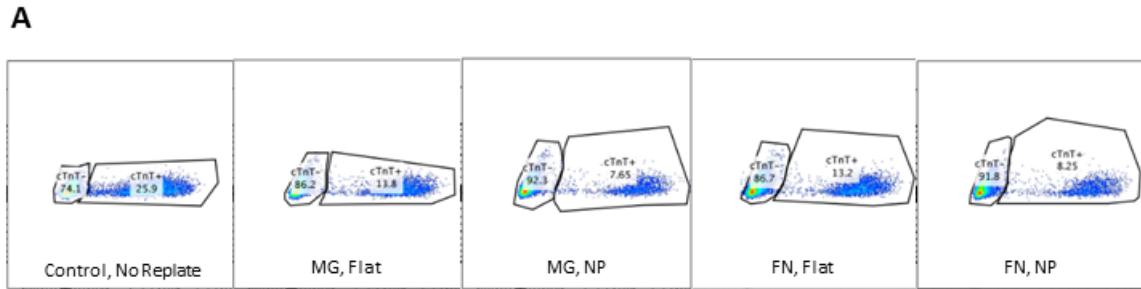 A
cTnT-
74.1
cTnT+
25.9
Control, No Replate
cTnT-
86.2
cTnT+
13.8
MG, Flat
cTnT-
92.3
cTnT+
7.65
MG, NP
cTnT-
86.7
cTnT+
13.2
FN, Flat
cTnT-
91.8
cTnT+
8.25
FN, NP